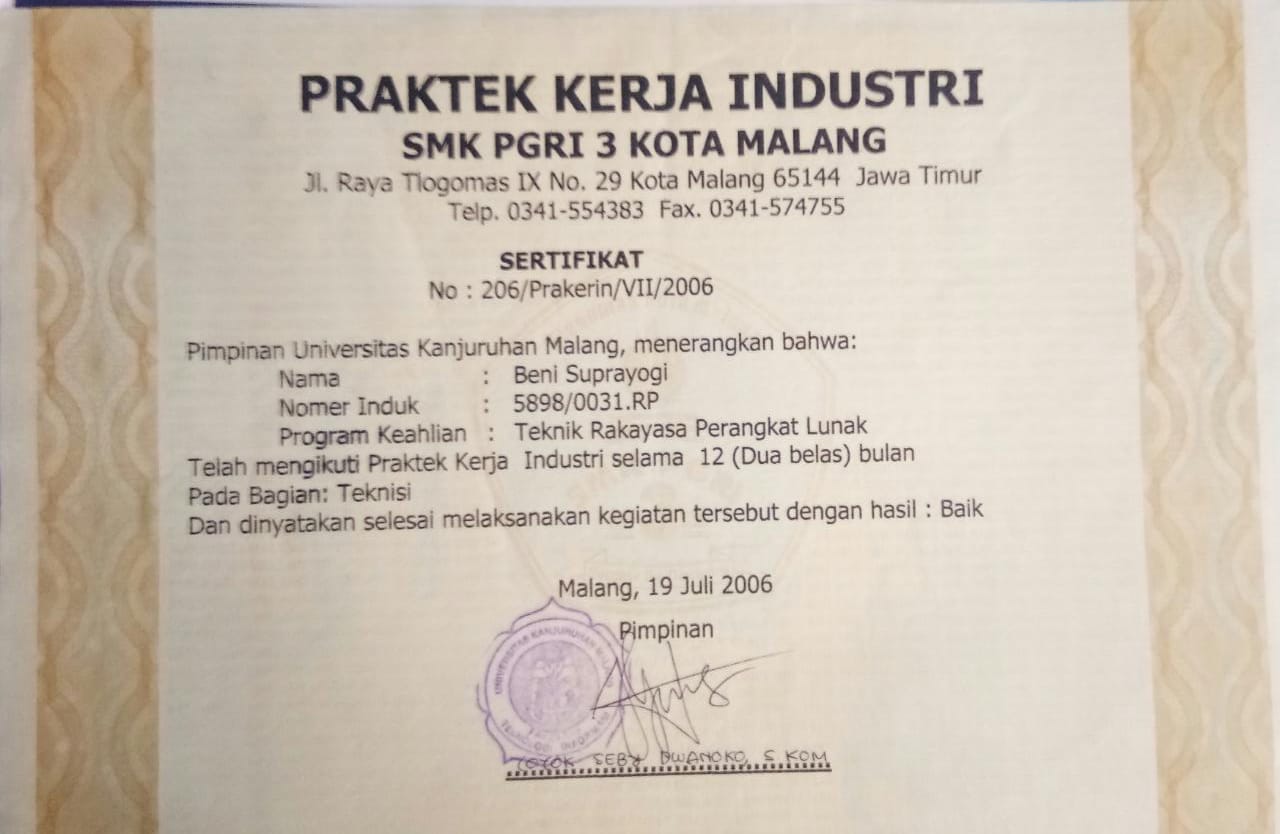 PRAKTEK KERJA INDUSTRI
SMK PGRI 3 KOTA MALANG
Jl. Raya Tlogomas IX No. 29 Kota Malang 65144 Jawa Timur
Telp. 0341-554383 Fax. 0341-574755
SERTIFIKAT
No : 206/Prakerin/VII/2006
Pimpinan Universitas Kanjuruhan Malang, menerangkan bahwa:
Nama : Beni Suprayogi
Nomer Induk : 5898/0031.RP
Program Keahlian : Teknik Rakayasa Perangkat Lunak
Telah mengikuti Praktek Kerja Industri selama 12 (Dua belas) bulan
Pada Bagian: Teknisi
Dan dinyatakan selesai melaksanakan kegiatan tersebut dengan hasil : Baik
Malang, 19 Juli 2006
Pimpinan
UNIVERSITAS KANJURUHAN
TEKNOLOGI INFORMASI
SEBY DWANOKO, S KOM